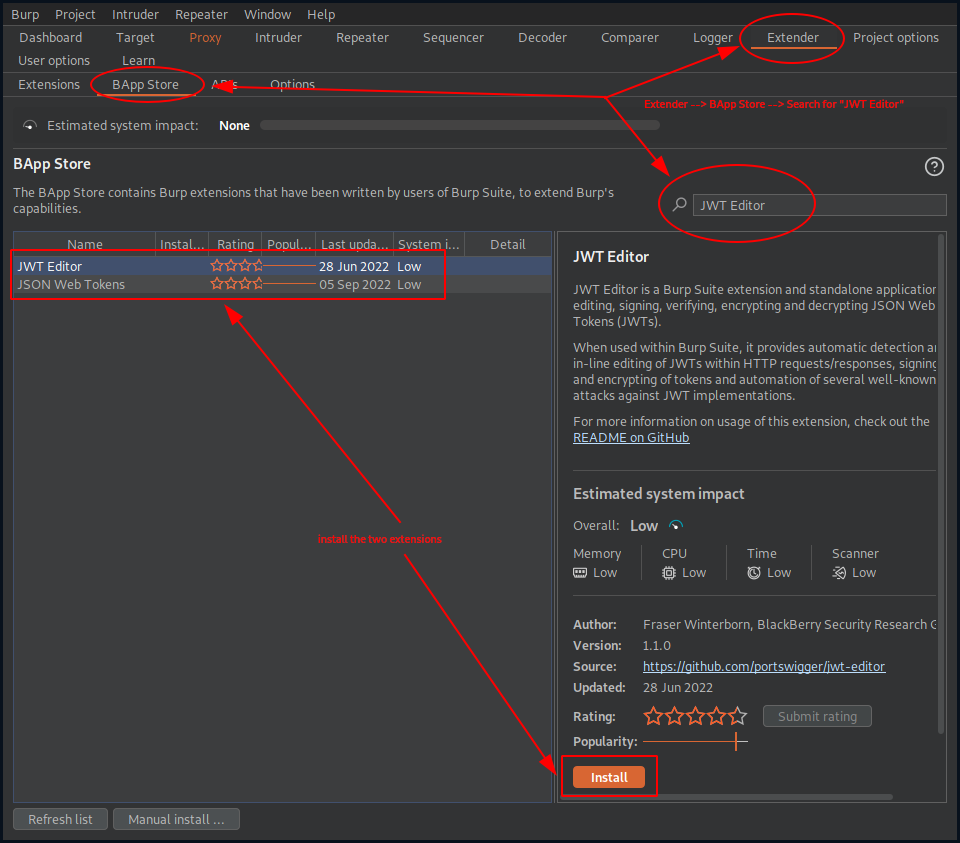 Burp Project Intruder Repeater Window Help
Dashboard Target Proxy Intruder Repeater Sequencer Decoder Comparer Logger Extender Project options
User options Learn
Extensions BApp Store APIs Options
Extender --> BApp Store --> Search for "JWT Editor"
Estimated system impact: None
BApp Store
The BApp Store contains Burp extensions that have been written by users of Burp Suite, to extend Burp's
capabilities.
JWT Editor
Name Instal... Rating Popul... Last upda... System i... Detail
JWT Editor 28 Jun 2022 Low
JSON Web Tokens 05 Sep 2022 Low
install the two extensions
JWT Editor
JWT Editor is a Burp Suite extension and standalone application
editing, signing, verifying, encrypting and decrypting JSON Web
Tokens (JWTs).
When used within Burp Suite, it provides automatic detection
in-line editing of JWTs within HTTP requests/responses, signing
and encrypting of tokens and automation of several well-known
attacks against JWT implementations.
For more information on usage of this extension, check out the
README on GitHub
Estimated system impact
Overall: Low
Memory CPU Time Scanner
Low Low Low Low
Author: Fraser Winterborn, BlackBerry Security Research
Version: 1.1.0
Source: https://github.com/portswigger/jwt-editor
Updated: 28 Jun 2022
Rating: Submit rating
Popularity:
Install
Refresh list Manual install ...